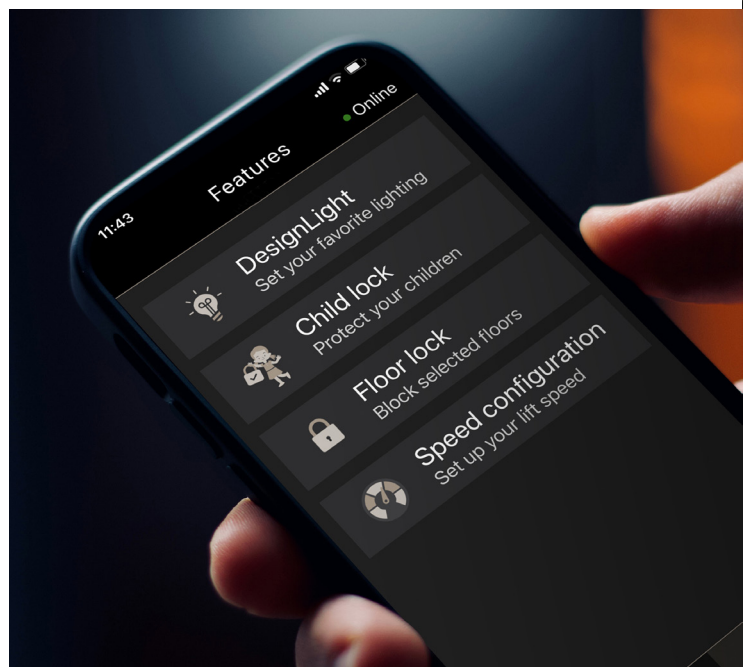 11:43
Features
Online
DesignLight
Set your favorite lighting
Child lock
Protect your children
Floor lock
Block selected floors
Speed configuration
Set up your lift speed